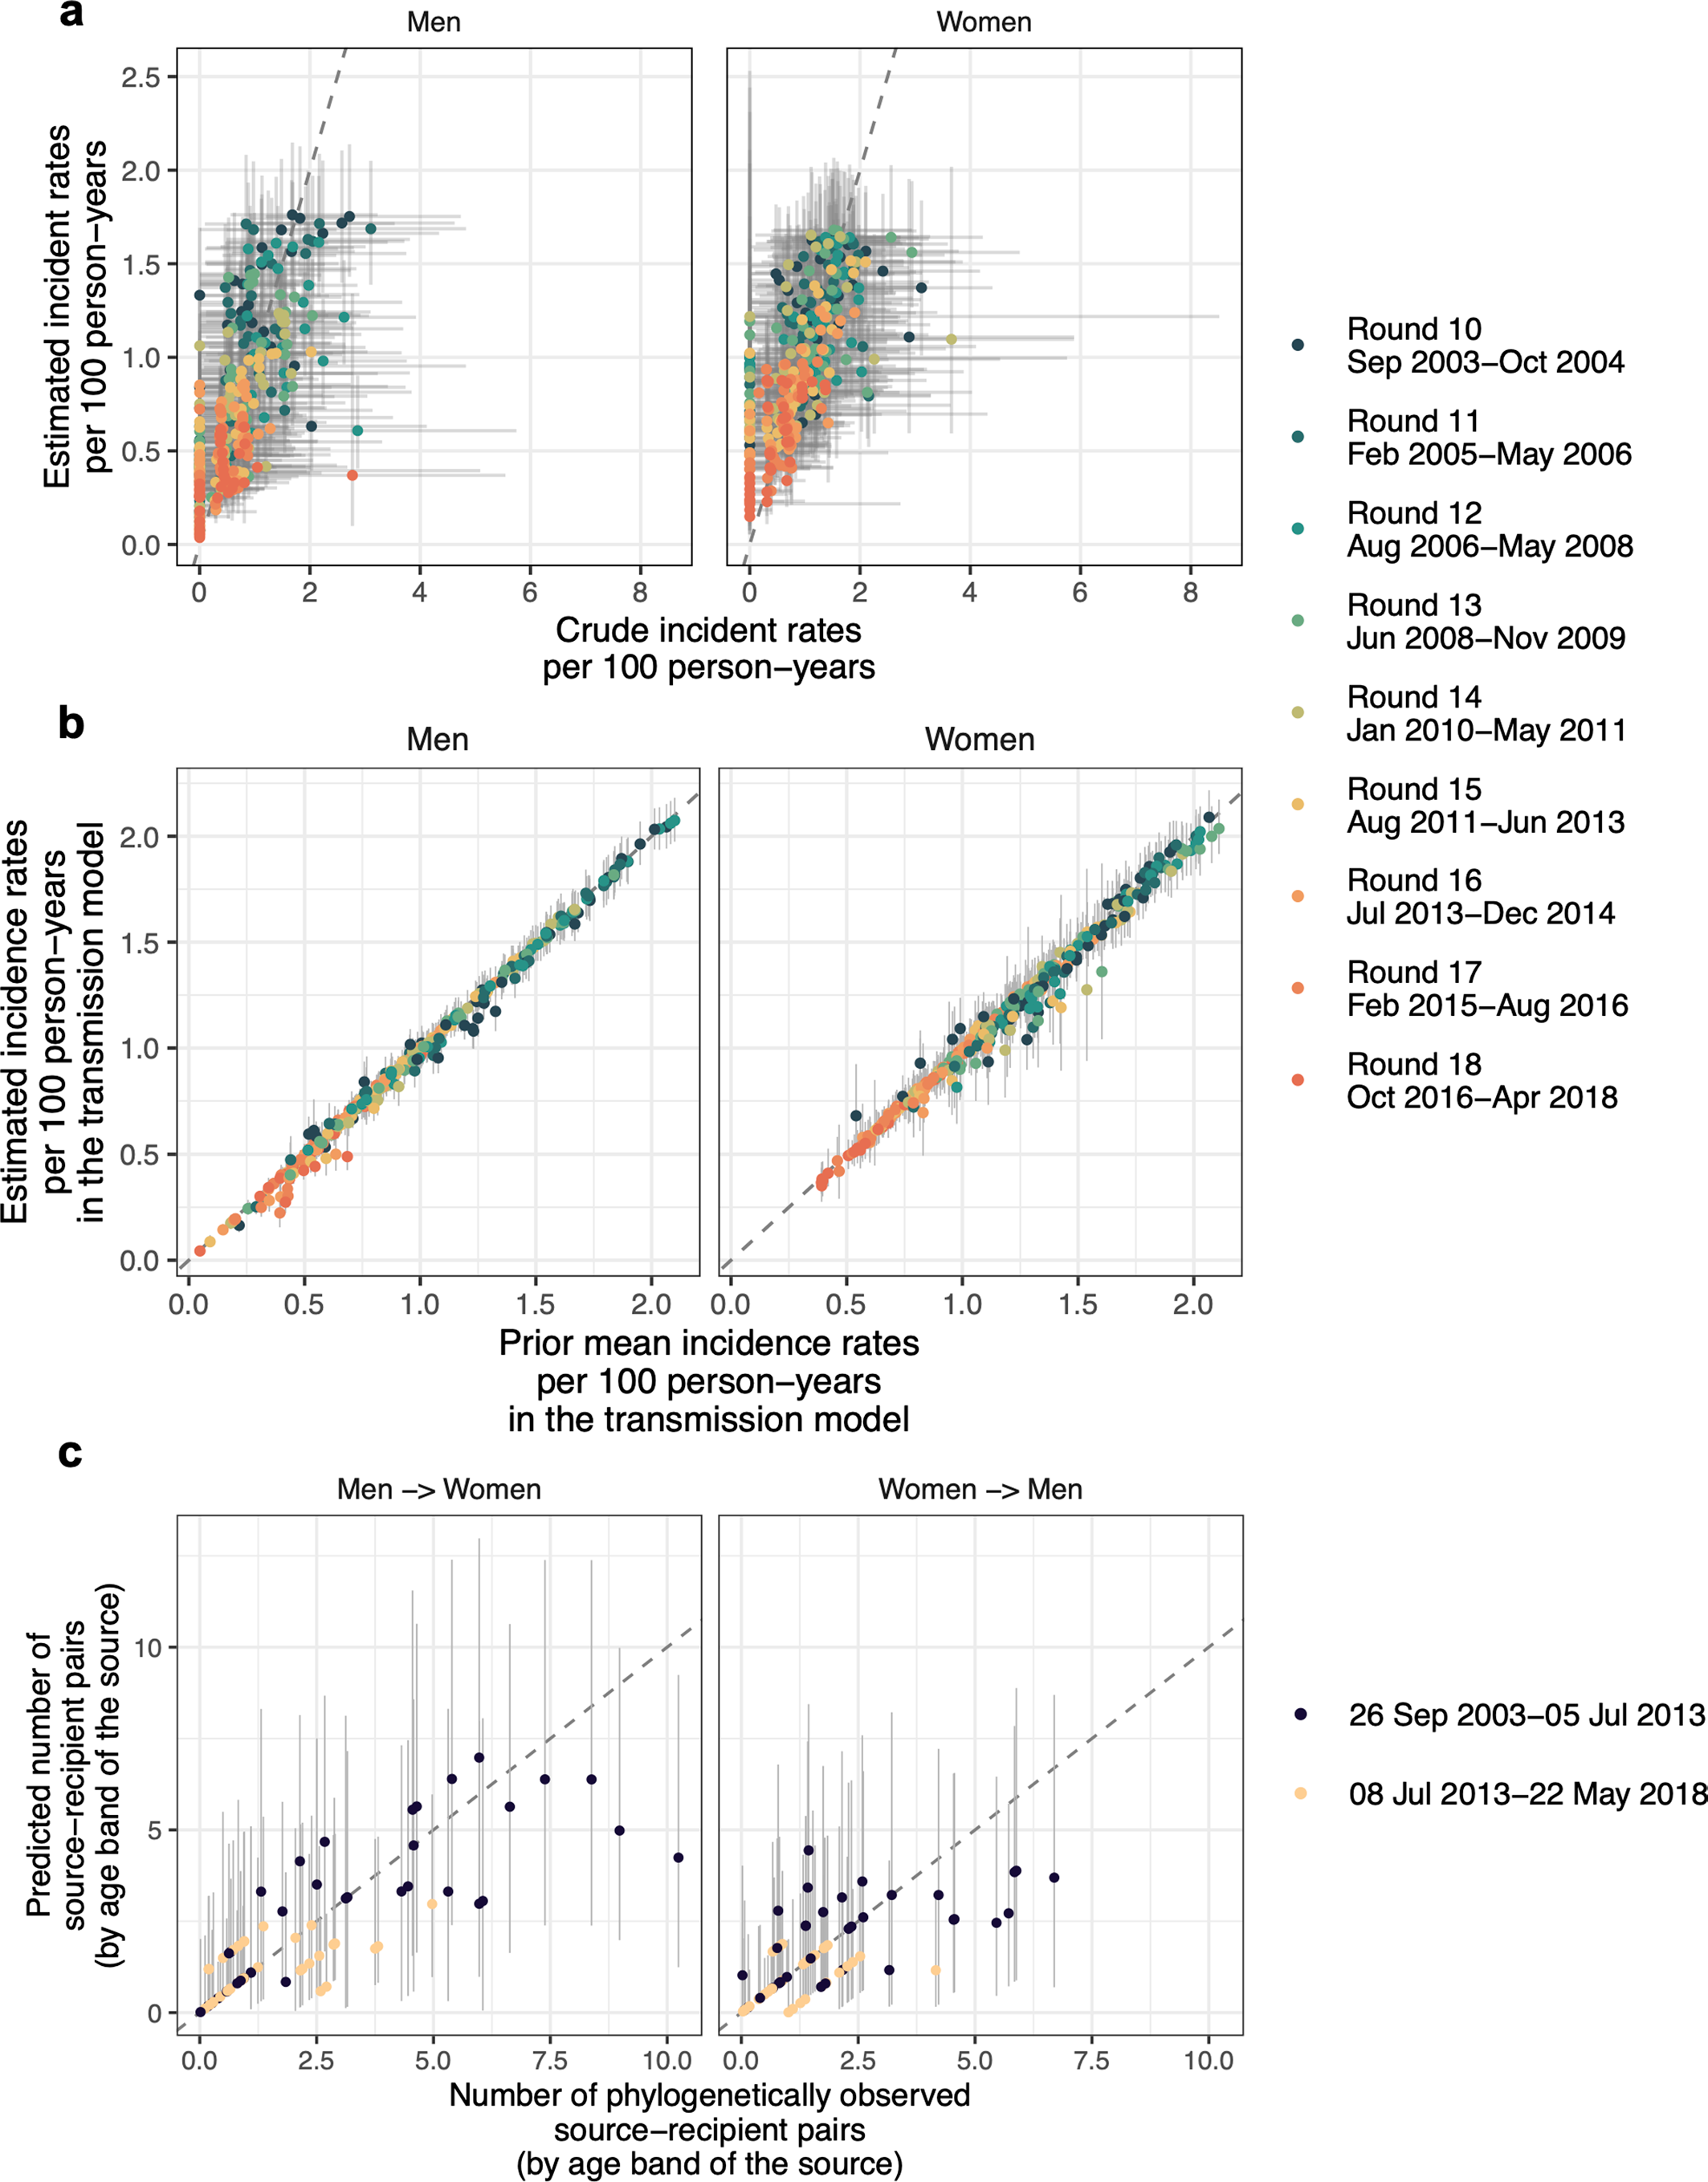 a
Men
Women
Estimated incident rates
per 100 person–years
2.5
2.0
1.5
1.0
0.5
0.0
0 2 4 6 8
0 2 4 6 8
Crude incident rates
per 100 person–years
Round 10
Sep 2003–Oct 2004
Round 11
Feb 2005–May 2006
Round 12
Aug 2006–May 2008
Round 13
Jun 2008–Nov 2009
Round 14
Jan 2010–May 2011
Round 15
Aug 2011–Jun 2013
Round 16
Jul 2013–Dec 2014
Round 17
Feb 2015–Aug 2016
Round 18
Oct 2016–Apr 2018
b
Men
Women
Estimated incidence rates
per 100 person–years
in the transmission model
2.0
1.5
1.0
0.5
0.0
0.0 0.5 1.0 1.5 2.0
0.0 0.5 1.0 1.5 2.0
Prior mean incidence rates
per 100 person–years
in the transmission model
c
Men –> Women
Women –> Men
Predicted number of
source–recipient pairs
(by age band of the source)
10
5
0
0.0 2.5 5.0 7.5 10.0
0.0 2.5 5.0 7.5 10.0
Number of phylogenetically observed
source–recipient pairs
(by age band of the source)
26 Sep 2003–05 Jul 2013
08 Jul 2013–22 May 2018